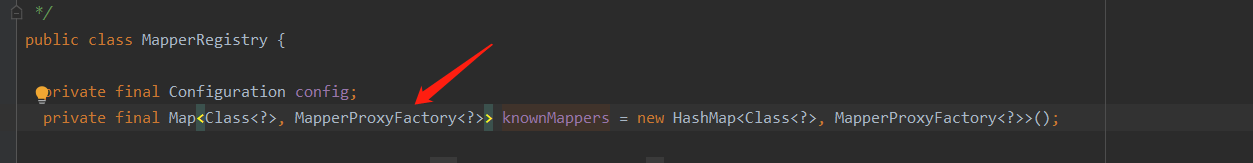 */
public class MapperRegistry {
private final Configuration config;
private final Map<Class<?>, MapperProxyFactory<?>> knownMappers = new HashMap<Class<?>, MapperProxyFactory<?>>();